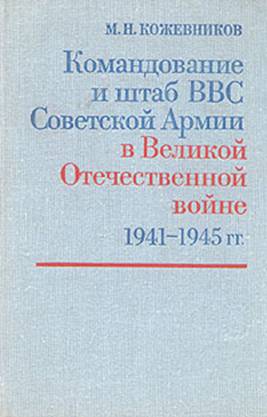 М.Н. КОЖЕВНИКОВ
Командование
и штаб ВВС
Советской Армии
в Великой
Отечественной
войне
1941–1945 гг.